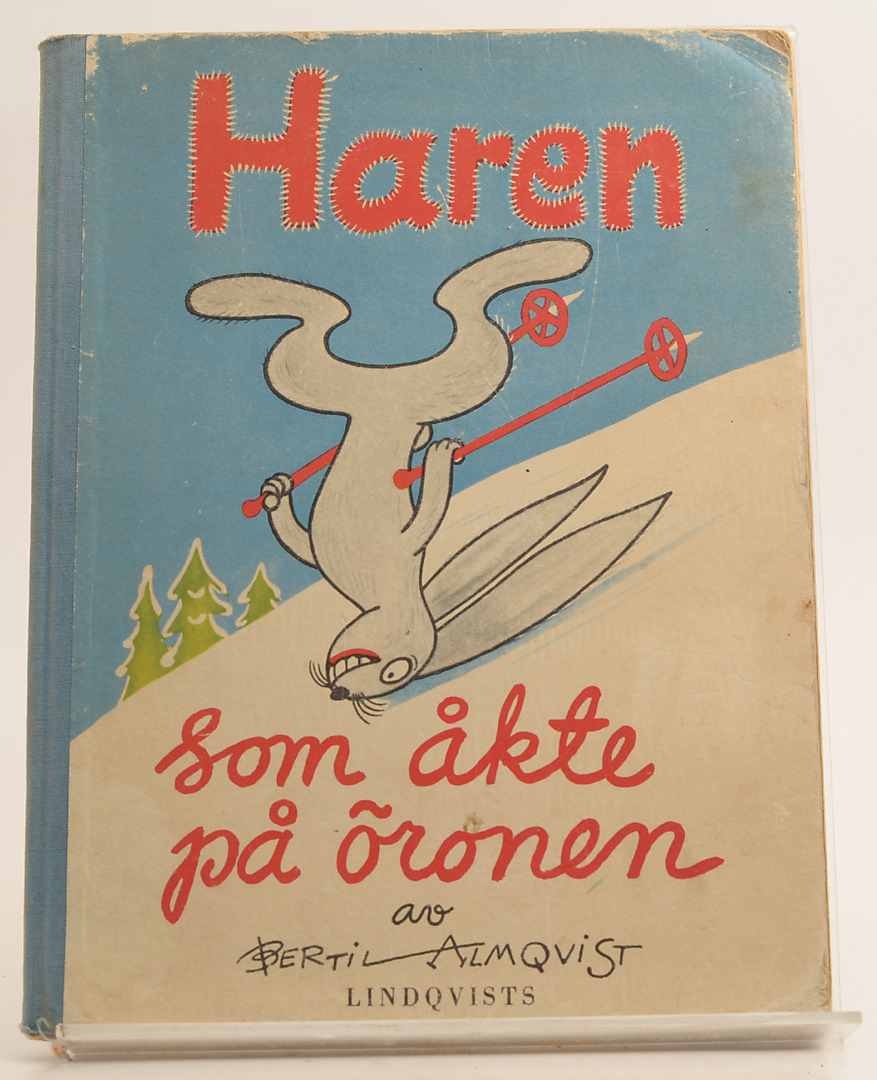 Haren
som åkte
på öronen
av
BERTIL ALMQVIST
LINDQVISTS